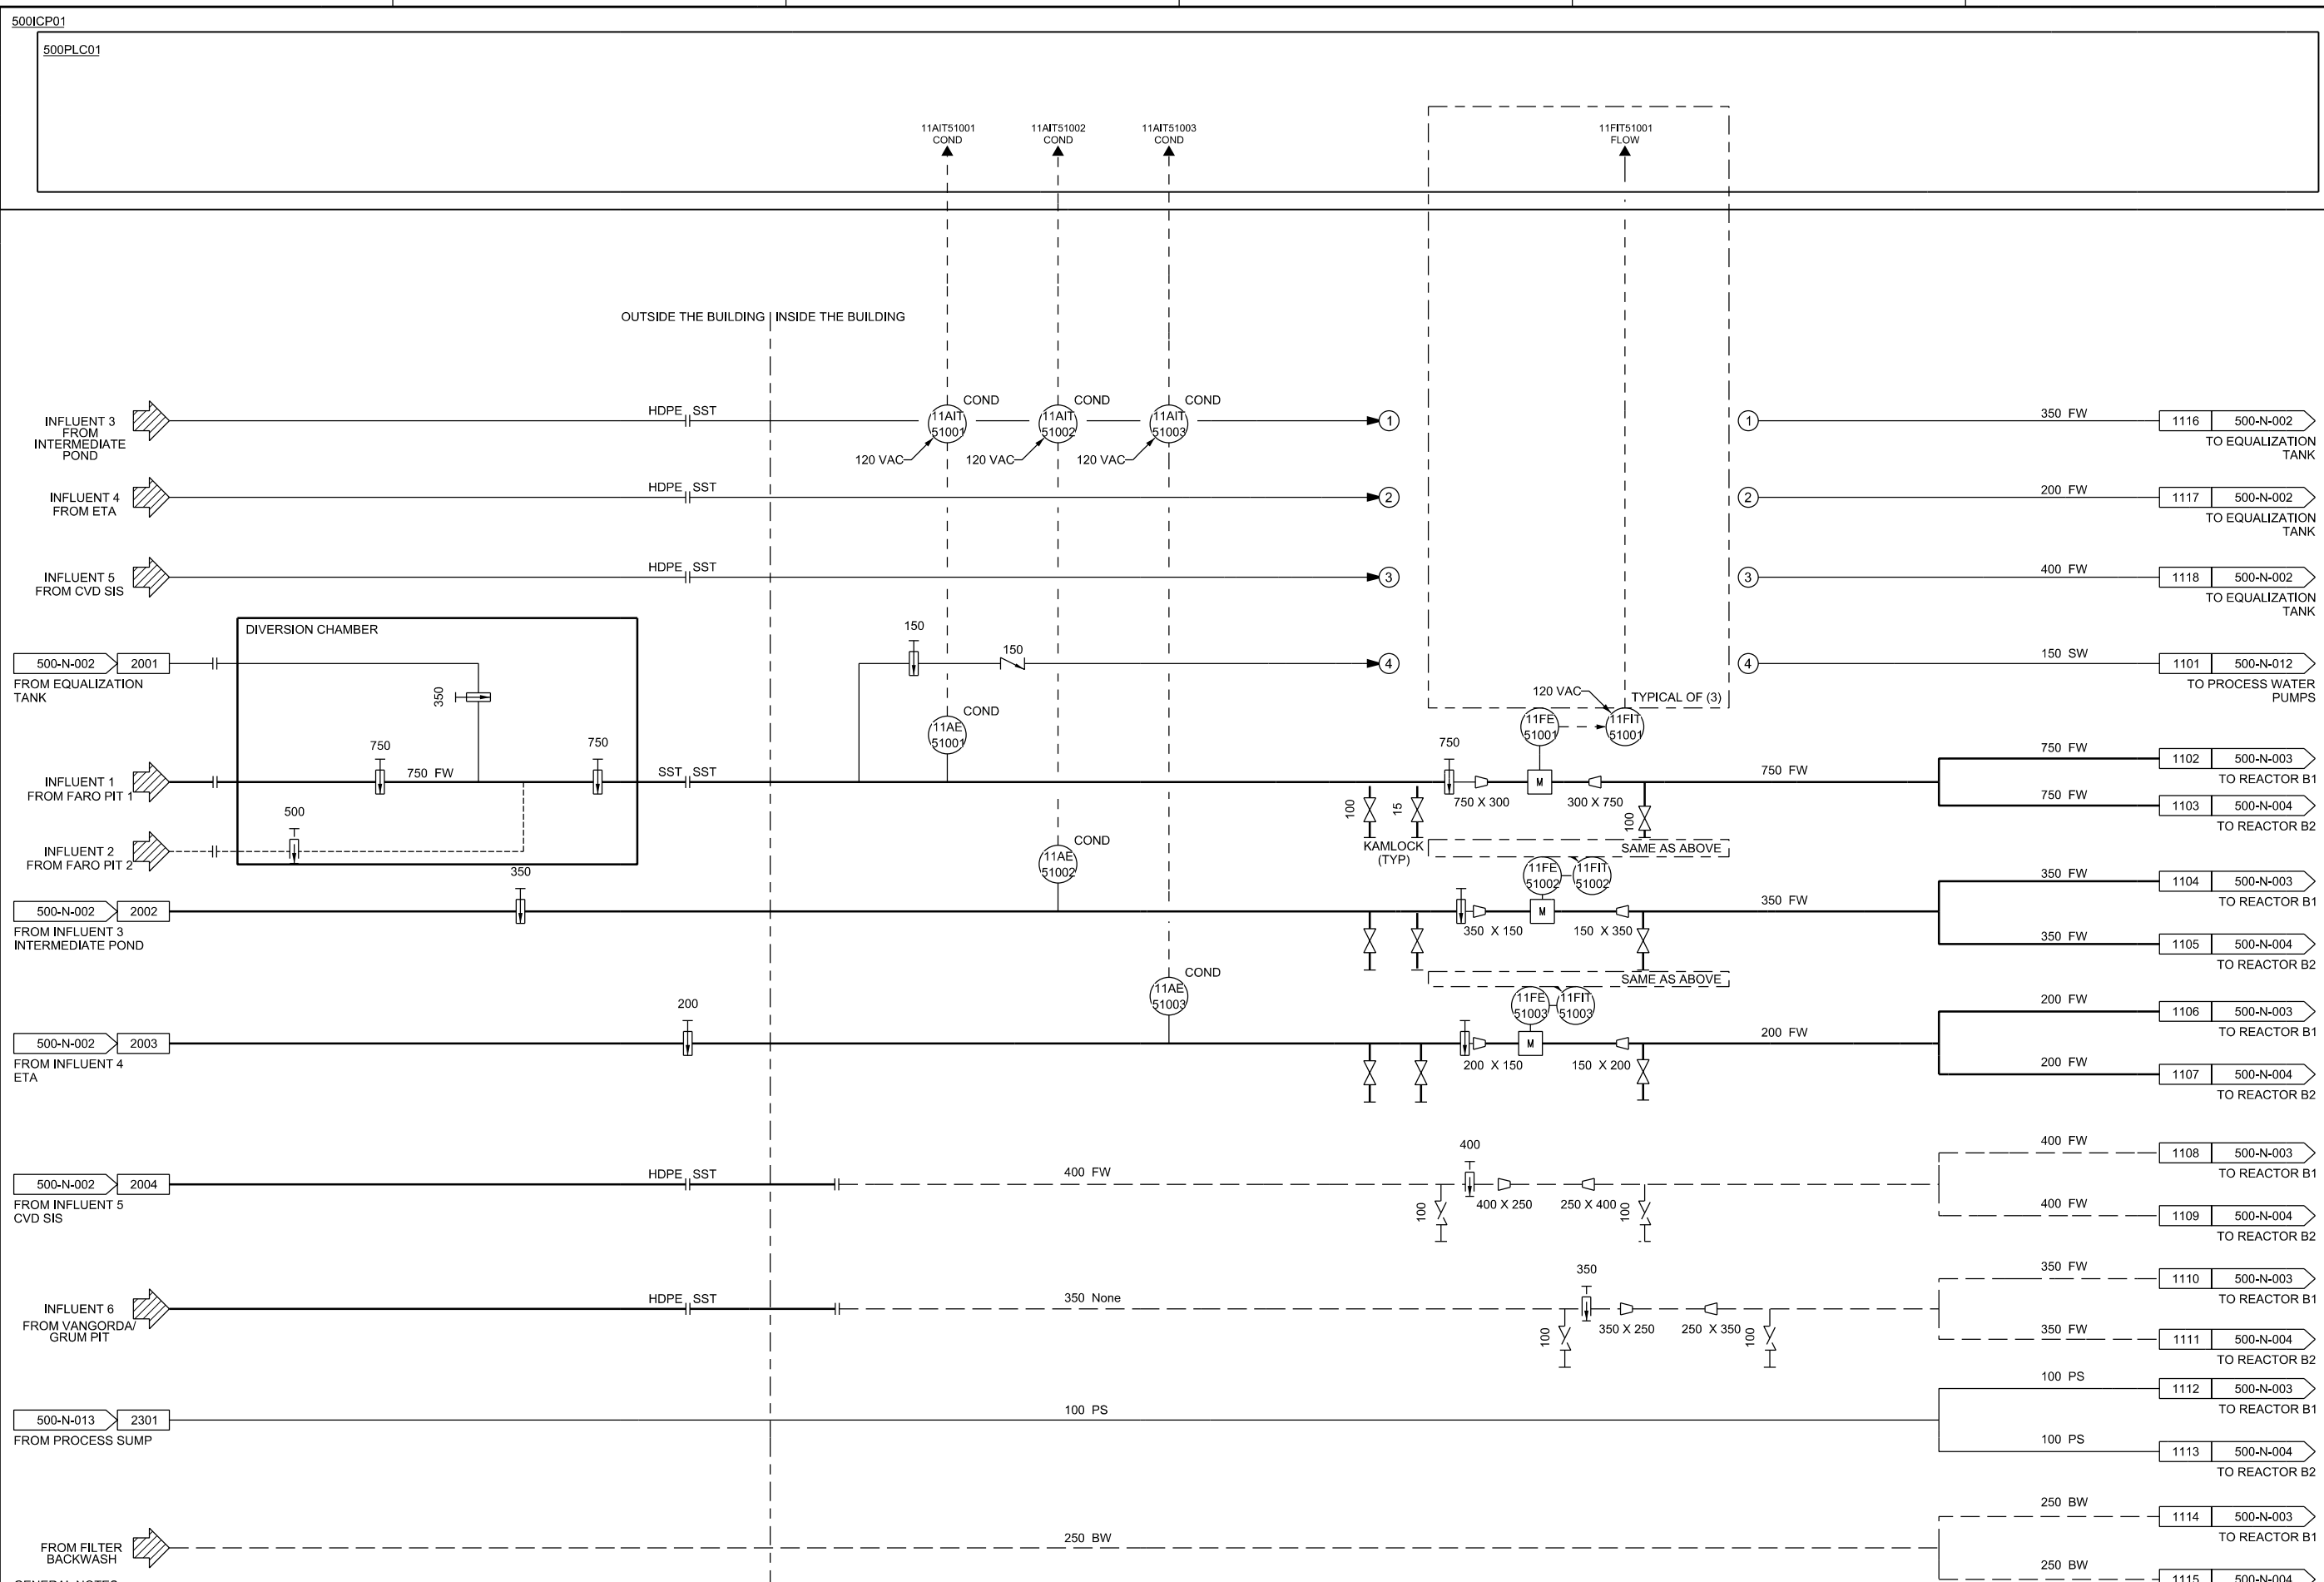 500ICP01
500PLC01
11AIT51001
COND
11AIT51002
COND
11AIT51003
COND
11FIT51001
FLOW
OUTSIDE THE BUILDING | INSIDE THE BUILDING
INFLUENT 3
FROM
INTERMEDIATE
POND
HDPE SST
11AIT
51001
COND
120 VAC
11AIT
51002
COND
120 VAC
11AIT
51003
COND
120 VAC
1
1
350 FW
1116 500-N-002
TO EQUALIZATION
TANK
INFLUENT 4
FROM ETA
HDPE SST
2
2
200 FW
1117 500-N-002
TO EQUALIZATION
TANK
INFLUENT 5
FROM CVD SIS
HDPE SST
3
3
400 FW
1118 500-N-002
TO EQUALIZATION
TANK
DIVERSION CHAMBER
500-N-002 2001
FROM EQUALIZATION
TANK
350
150
150
4
4
150 SW
1101 500-N-012
TO PROCESS WATER
PUMPS
120 VAC
TYPICAL OF (3)
11AE
51001
COND
11FE
51001
11FIT
51001
INFLUENT 1
FROM FARO PIT 1
750
750 FW
750
SST SST
750
750 X 300
M
300 X 750
750 FW
750 FW
1102 500-N-003
TO REACTOR B1
750 FW
1103 500-N-004
TO REACTOR B2
100
15
100
KAMLOCK
(TYP)
SAME AS ABOVE
INFLUENT 2
FROM FARO PIT 2
500
11AE
51002
COND
11FE
51002
11FIT
51002
500-N-002 2002
FROM INFLUENT 3
INTERMEDIATE POND
350
350 X 150
M
150 X 350
350 FW
350 FW
1104 500-N-003
TO REACTOR B1
350 FW
1105 500-N-004
TO REACTOR B2
SAME AS ABOVE
11AE
51003
COND
11FE
51003
11FIT
51003
500-N-002 2003
FROM INFLUENT 4
ETA
200
200 X 150
M
150 X 200
200 FW
200 FW
1106 500-N-003
TO REACTOR B1
200 FW
1107 500-N-004
TO REACTOR B2
500-N-002 2004
FROM INFLUENT 5
CVD SIS
HDPE SST
400 FW
100
400
400 X 250
250 X 400
100
400 FW
1108 500-N-003
TO REACTOR B1
400 FW
1109 500-N-004
TO REACTOR B2
INFLUENT 6
FROM VANGORDA/
GRUM PIT
HDPE SST
350 None
100
350
350 X 250
250 X 350
100
350 FW
1110 500-N-003
TO REACTOR B1
350 FW
1111 500-N-004
TO REACTOR B2
500-N-013 2301
FROM PROCESS SUMP
100 PS
100 PS
1112 500-N-003
TO REACTOR B1
100 PS
1113 500-N-004
TO REACTOR B2
FROM FILTER
BACKWASH
250 BW
250 BW
1114 500-N-003
TO REACTOR B1
250 BW
1115 500-N-004